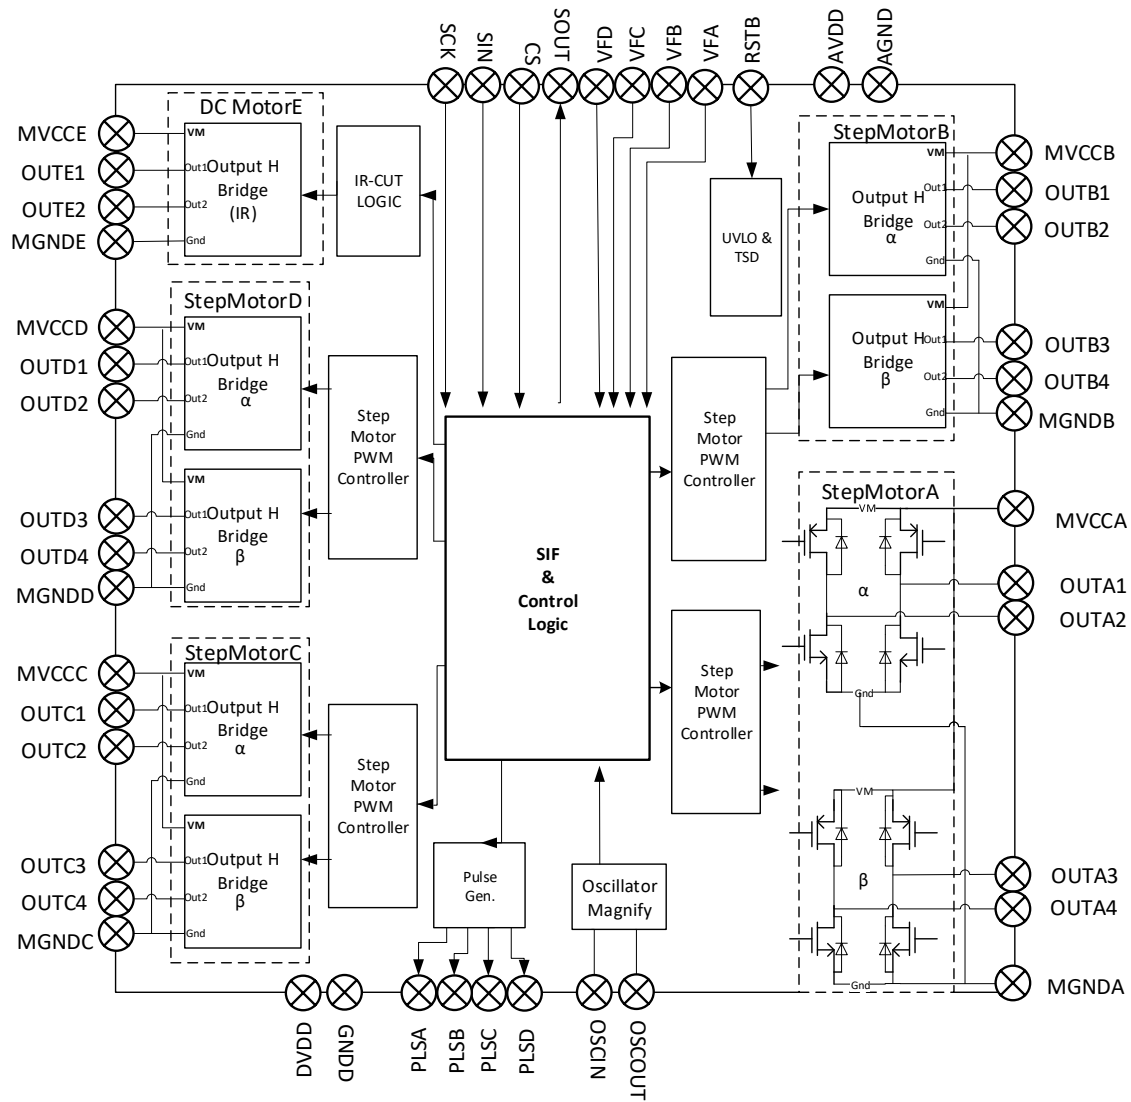 SCK
SIN
CS
SOUT
VFD
VFC
VFB
VFA
RSTB
AVDD
AGND
MVCCE
OUTE1
OUTE2
MGNDE
DC MotorE
VM
Out1
Out2
Gnd
Output H
Bridge
(IR)
IR-CUT
LOGIC
UVLO &
TSD
StepMotorB
VM
Out1
Out2
Gnd
Output H
Bridge
α
VM
Out1
Out2
Gnd
Output H
Bridge
β
MVCCB
OUTB1
OUTB2
OUTB3
OUTB4
MGNDB
MVCCD
OUTD1
OUTD2
OUTD3
OUTD4
MGNDD
StepMotorD
VM
Out1
Out2
Gnd
Output H
Bridge
α
VM
Out1
Out2
Gnd
Output H
Bridge
β
Step
Motor
PWM
Controller
SIF
&
Control
Logic
Step
Motor
PWM
Controller
StepMotorA
VM
α
Gnd
VM
β
Gnd
MVCCA
OUTA1
OUTA2
OUTA3
OUTA4
MGNDA
MVCCC
OUTC1
OUTC2
OUTC3
OUTC4
MGNDC
StepMotorC
VM
Out1
Out2
Gnd
Output H
Bridge
α
VM
Out1
Out2
Gnd
Output H
Bridge
β
Step
Motor
PWM
Controller
Step
Motor
PWM
Controller
Pulse
Gen.
Oscillator
Magnify
DVDD
GNDD
PLSA
PLSB
PLSC
PLSD
OSCIN
OSCOUT